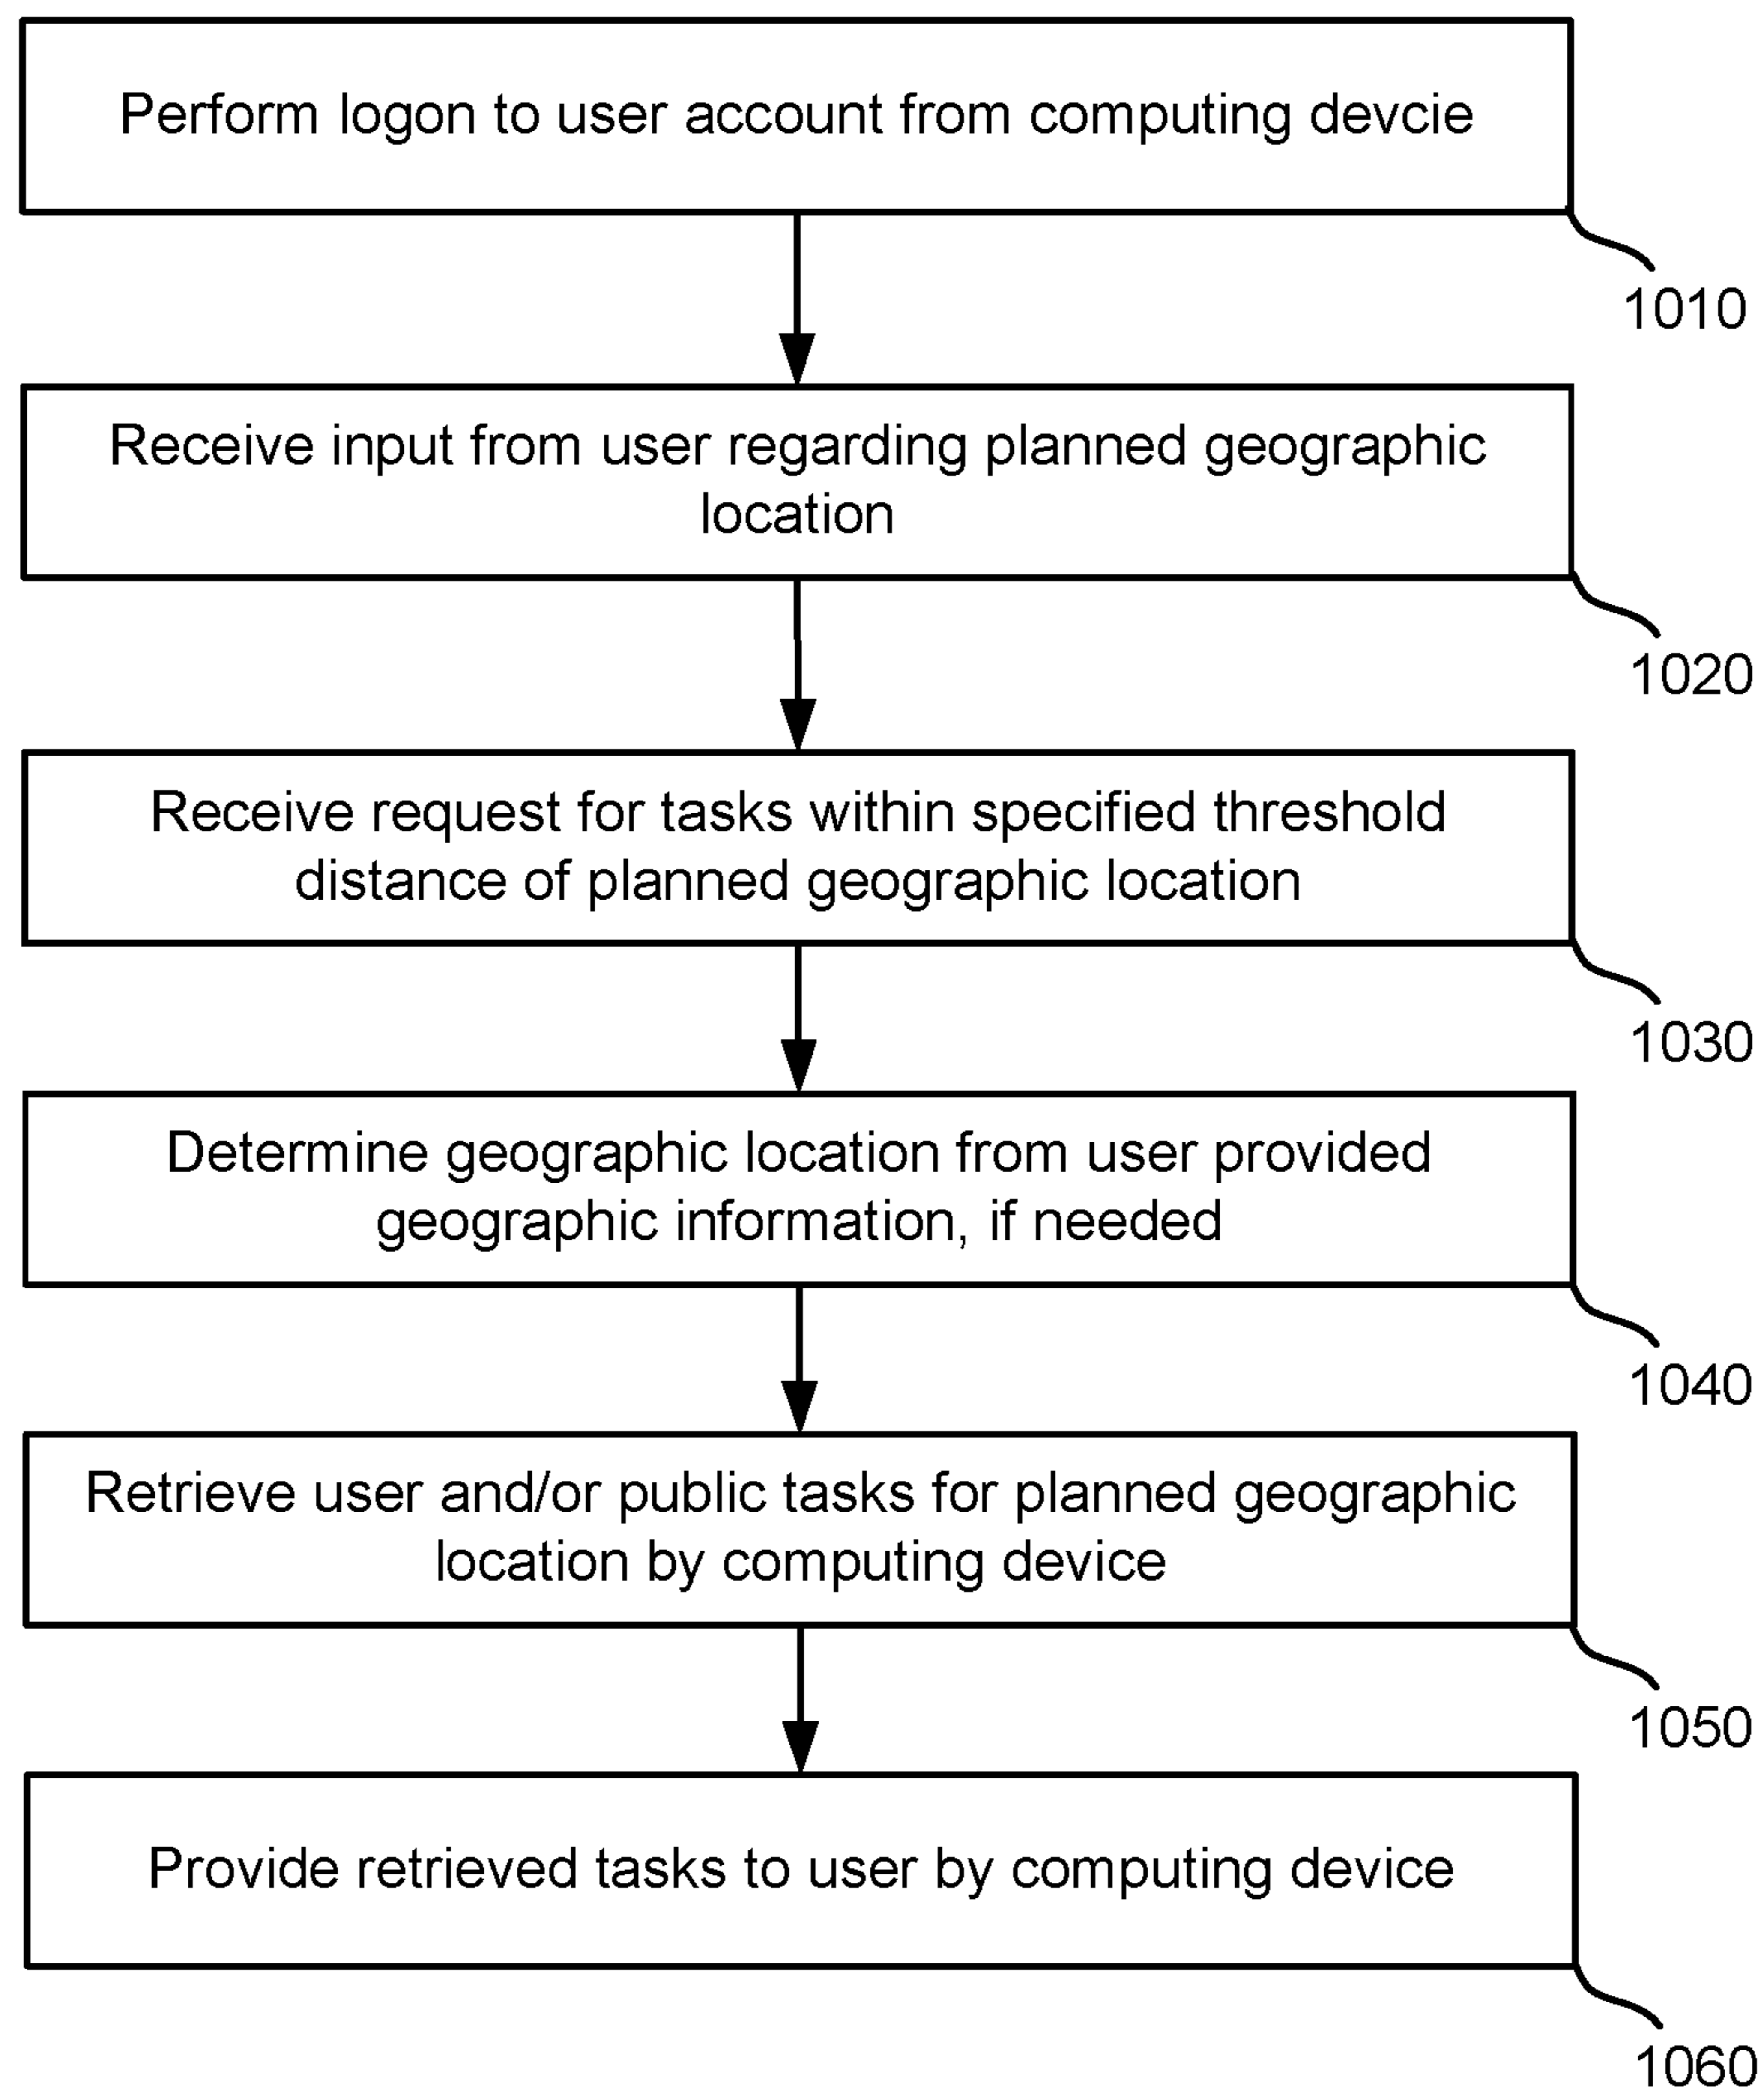 Perform logon to user account from computing devcie
1010
Receive input from user regarding planned geographic
location
1020
Receive request for tasks within specified threshold
distance of planned geographic location
1030
Determine geographic location from user provided
geographic information, if needed
1040
Retrieve user and/or public tasks for planned geographic
location by computing device
1050
Provide retrieved tasks to user by computing device
1060